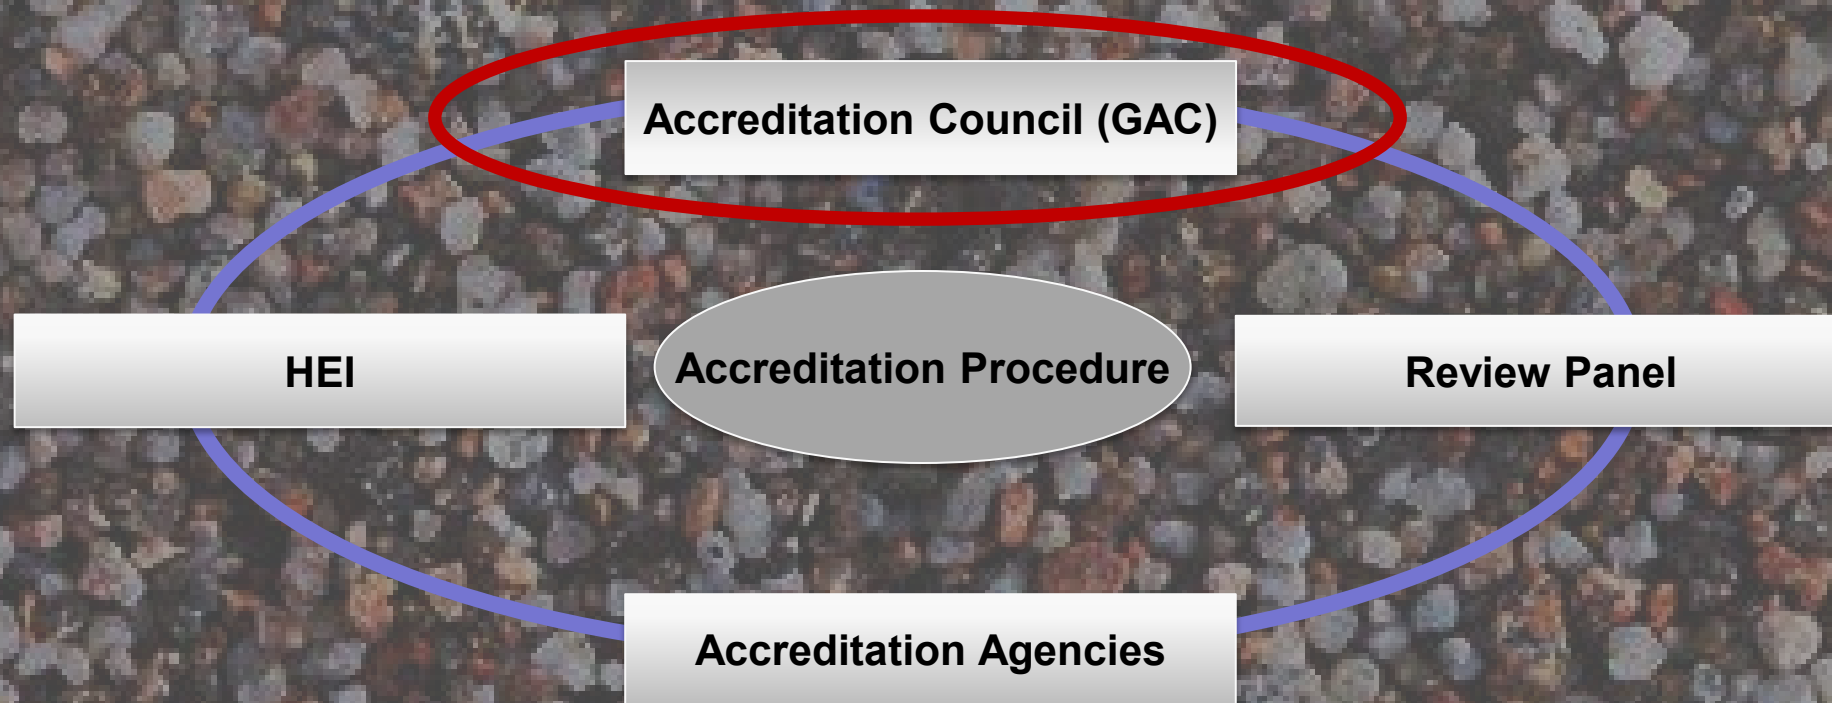 Accreditation Council (GAC)
HEI
Accreditation Procedure
Review Panel
Accreditation Agencies